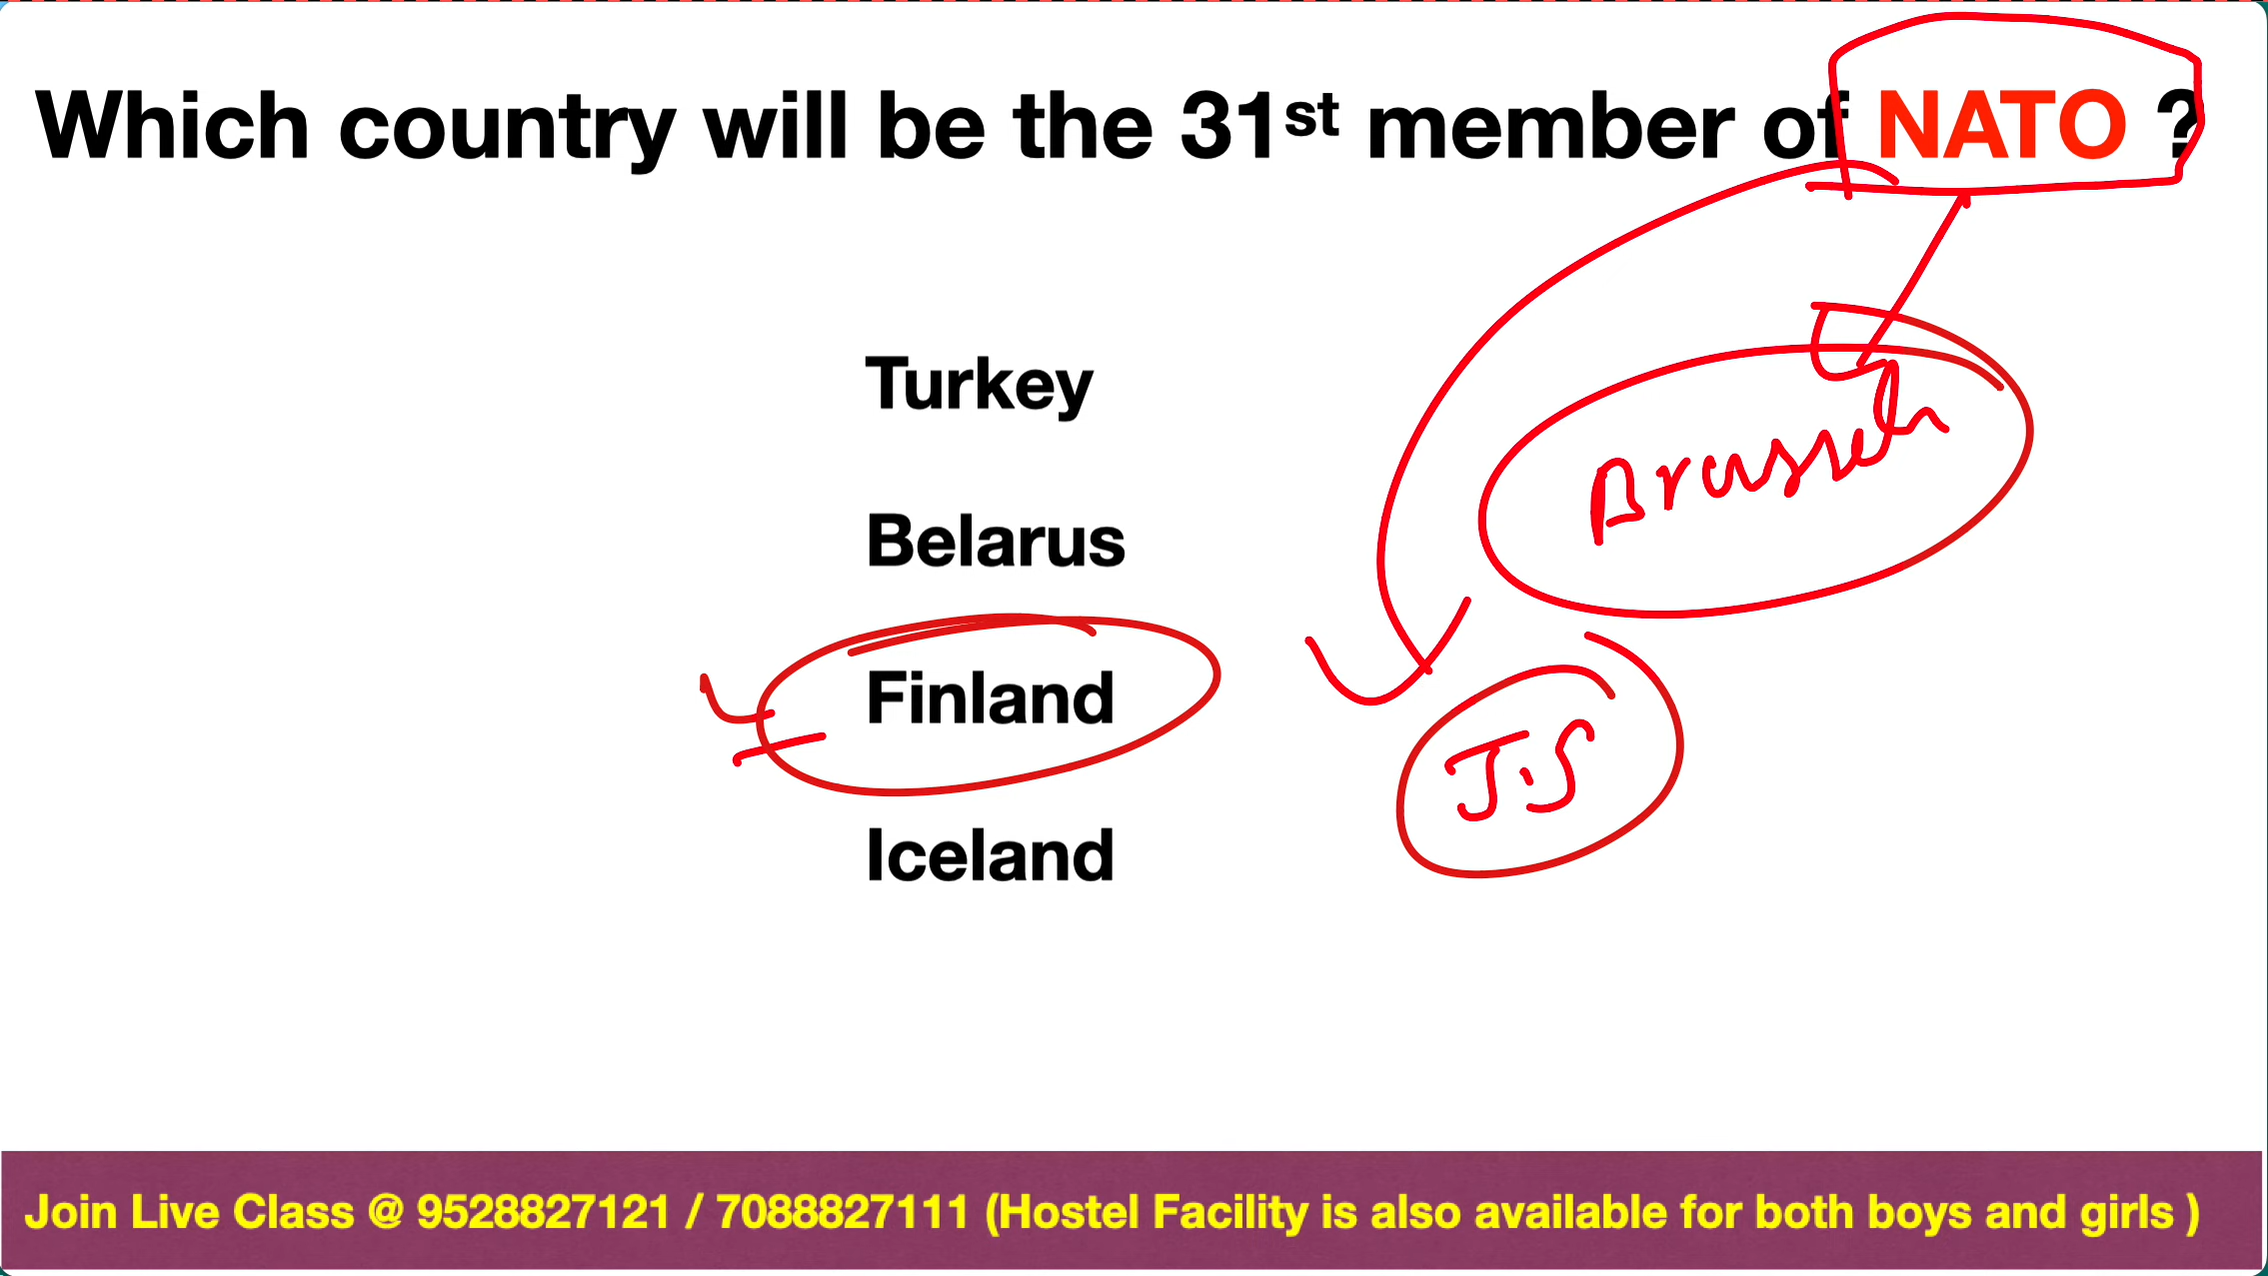 Which country will be the 31st member of NATO ?
Turkey
Brussels
Belarus
Finland
J.S
Iceland
Join Live Class @ 9528827121 / 7088827111 (Hostel Facility is also available for both boys and girls )